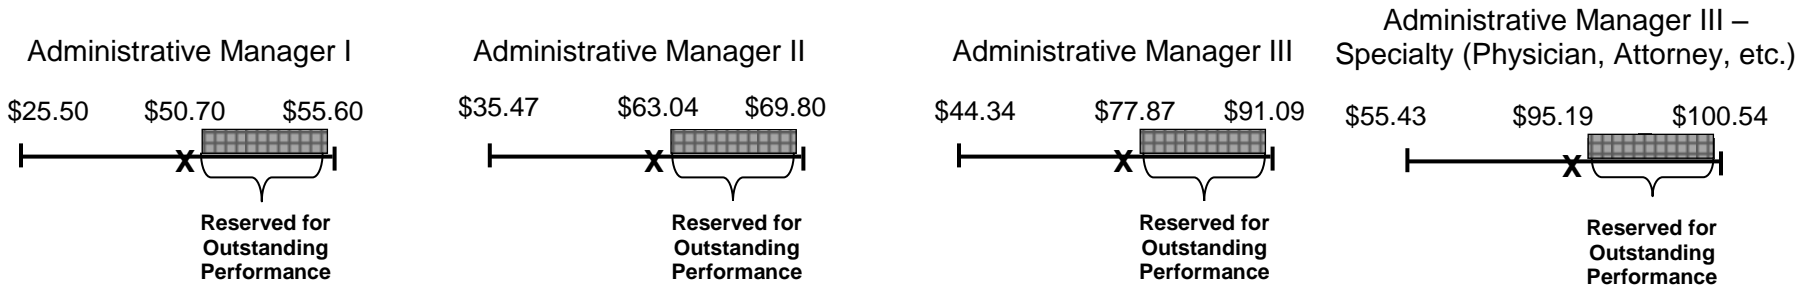 Administrative Manager I
$25.50 $50.70 $55.60
X
Reserved for
Outstanding
Performance
Administrative Manager II
$35.47 $63.04 $69.80
X
Reserved for
Outstanding
Performance
Administrative Manager III
$44.34 $77.87 $91.09
X
Reserved for
Outstanding
Performance
Administrative Manager III –
Specialty (Physician, Attorney, etc.)
$55.43 $95.19 $100.54
X
Reserved for
Outstanding
Performance